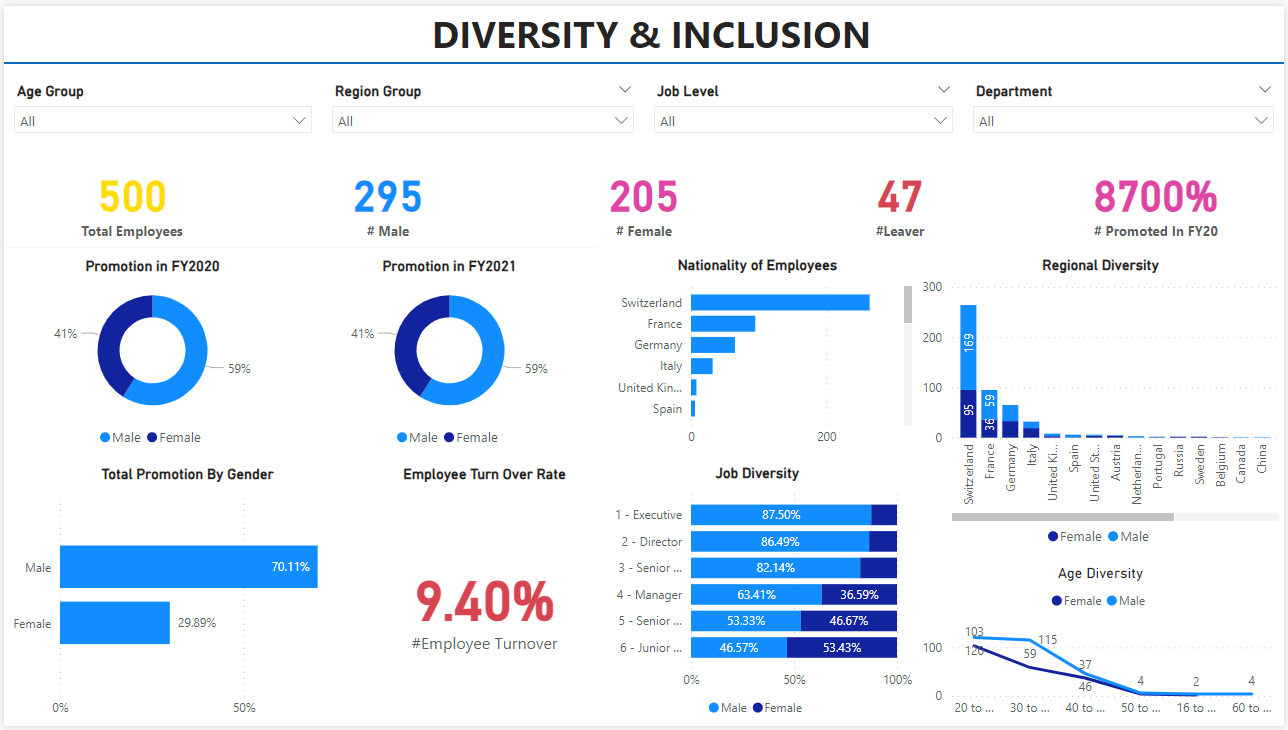 DIVERSITY & INCLUSION
Age Group
Region Group
Job Level
Department
All
All
All
All
500
Total Employees
295
# Male
205
# Female
47
#Leaver
8700%
# Promoted In FY20
Promotion in FY2020
41%
59%
Male Female
Promotion in FY2021
41%
59%
Male Female
Nationality of Employees
Switzerland
France
Germany
Italy
United Kin...
Spain
0 200
Regional Diversity
300
200
100
0
169
95
59
36
Switzerland
France
Germany
Italy
United Ki...
Spain
United St...
Austria
Netherlan...
Portugal
Russia
Sweden
Belgium
Canada
China
Female Male
Total Promotion By Gender
Male 70.11%
Female 29.89%
0% 50%
Employee Turn Over Rate
9.40%
#Employee Turnover
Job Diversity
1 - Executive 87.50%
2 - Director 86.49%
3 - Senior ... 82.14%
4 - Manager 63.41% 36.59%
5 - Senior ... 53.33% 46.67%
6 - Junior ... 46.57% 53.43%
0% 50% 100%
Male Female
Age Diversity
Female Male
100
0
103
120
115
59
37
46
4
2
4
20 to ...
30 to ...
40 to ...
50 to ...
16 to ...
60 to ...